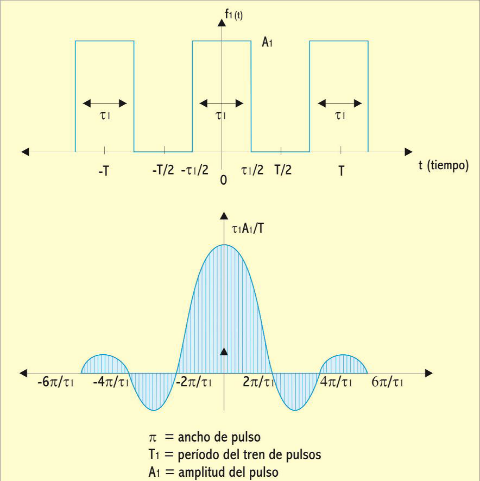 f1(t)
A1
τ1 τ1 τ1
-T -T/2 -τ1/2 0 τ1/2 T/2 T t (tiempo)
τ1A1/T
-6π/τ1 -4π/τ1 -2π/τ1 2π/τ1 4π/τ1 6π/τ1
π = ancho de pulso
T1 = período del tren de pulsos
A1 = amplitud del pulso